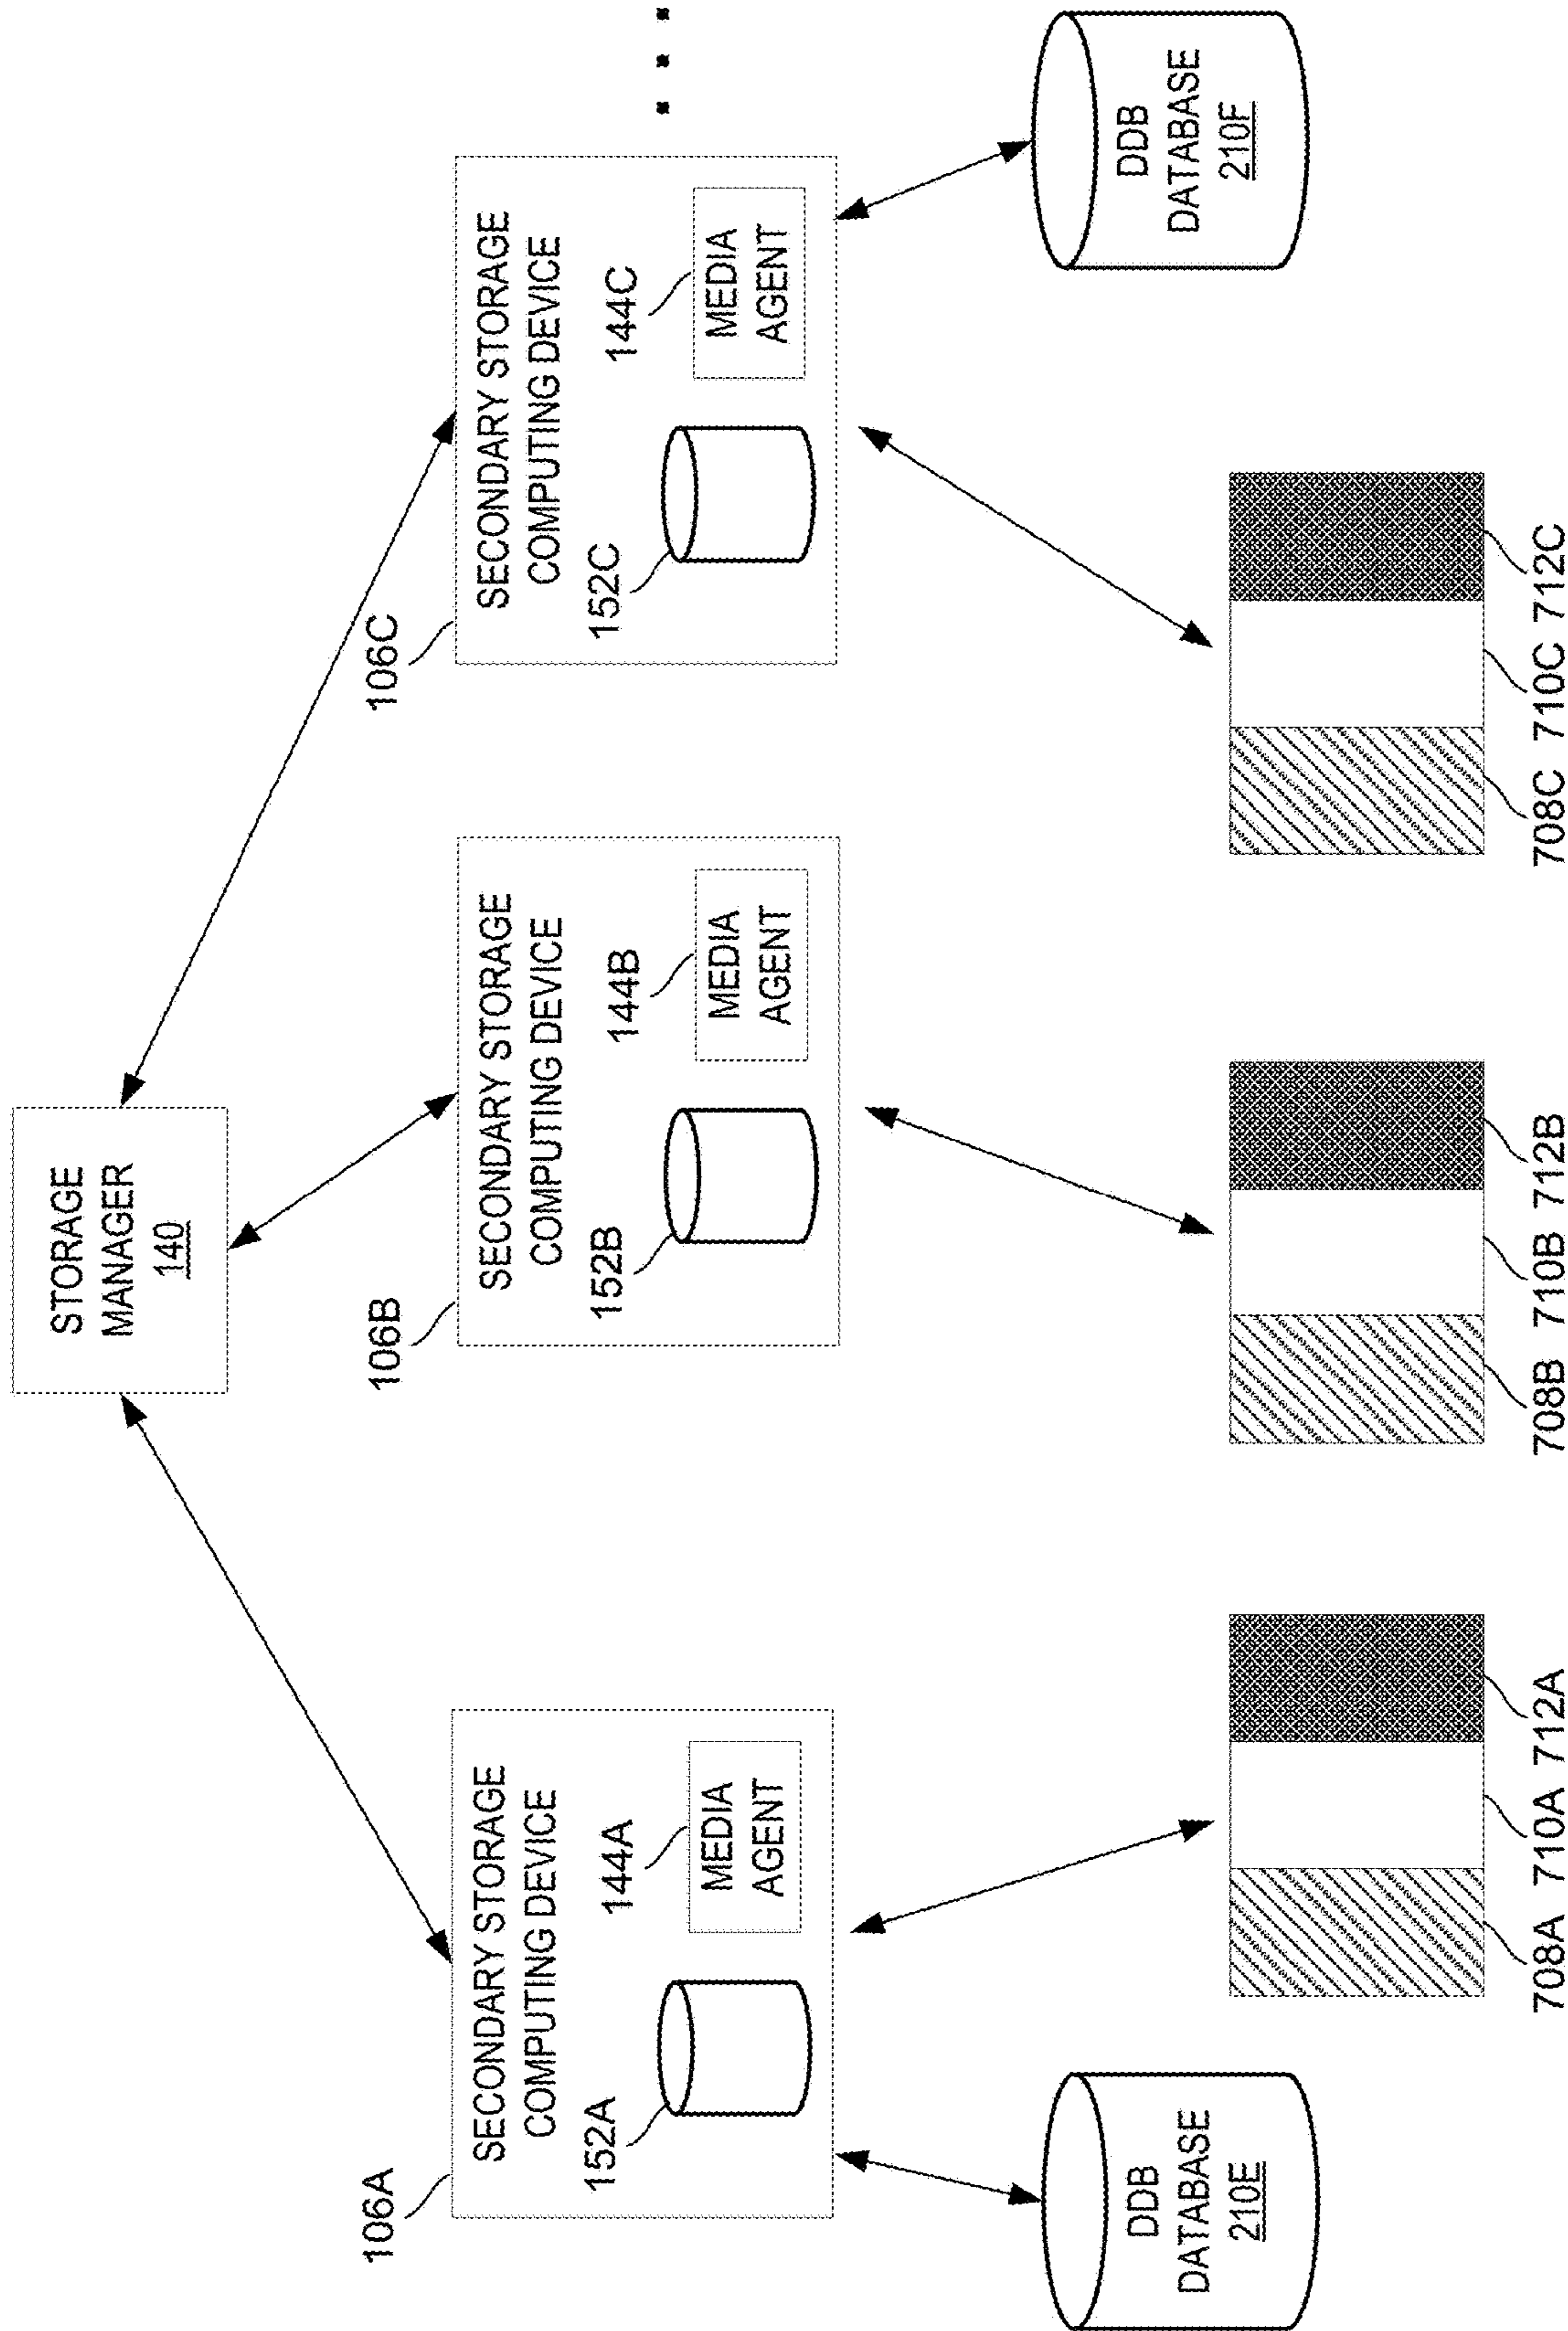 STORAGE
MANAGER
140
106A
SECONDARY STORAGE
COMPUTING DEVICE
152A
144A
MEDIA
AGENT
106B
SECONDARY STORAGE
COMPUTING DEVICE
152B
144B
MEDIA
AGENT
106C
SECONDARY STORAGE
COMPUTING DEVICE
152C
144C
MEDIA
AGENT
DDB
DATABASE
210E
708A 710A 712A
708B 710B 712B
708C 710C 712C
DDB
DATABASE
210F